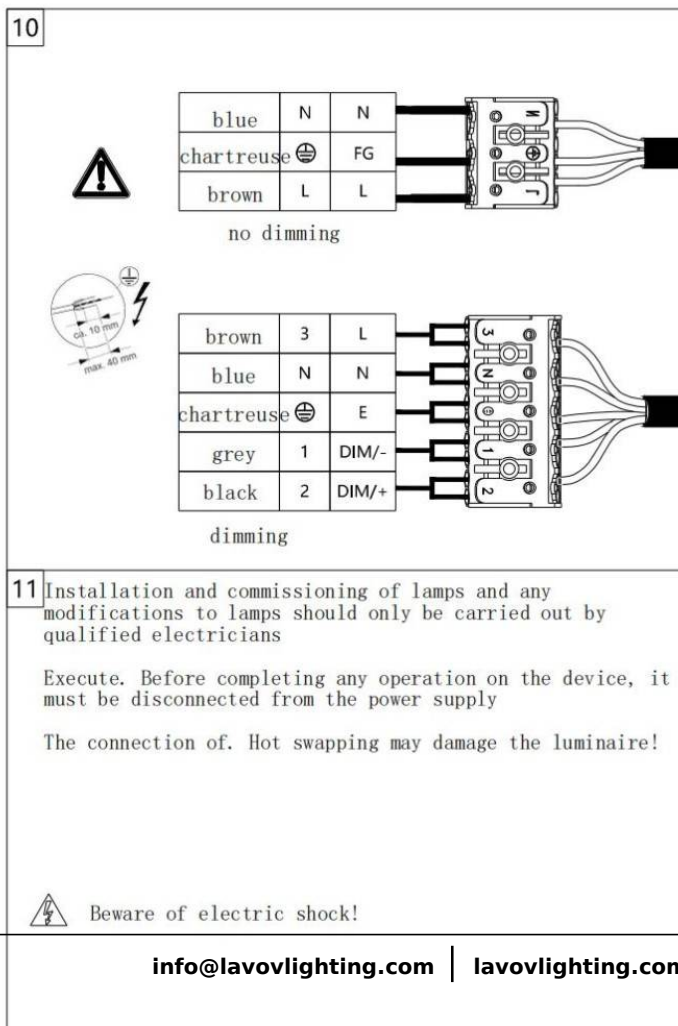 10
blue N N
chartreuse FG
brown L L
no dimming
N
L
ca. 10 mm
max. 40 mm
brown 3 L
blue N N
chartreuse E
grey 1 DIM/-
black 2 DIM/+
dimming
3
N
1
2
11 Installation and commissioning of lamps and any
modifications to lamps should only be carried out by
qualified electricians
Execute. Before completing any operation on the device, it
must be disconnected from the power supply
The connection of. Hot swapping may damage the luminaire!
Beware of electric shock!
info@lavovlighting.com | lavovlighting.com